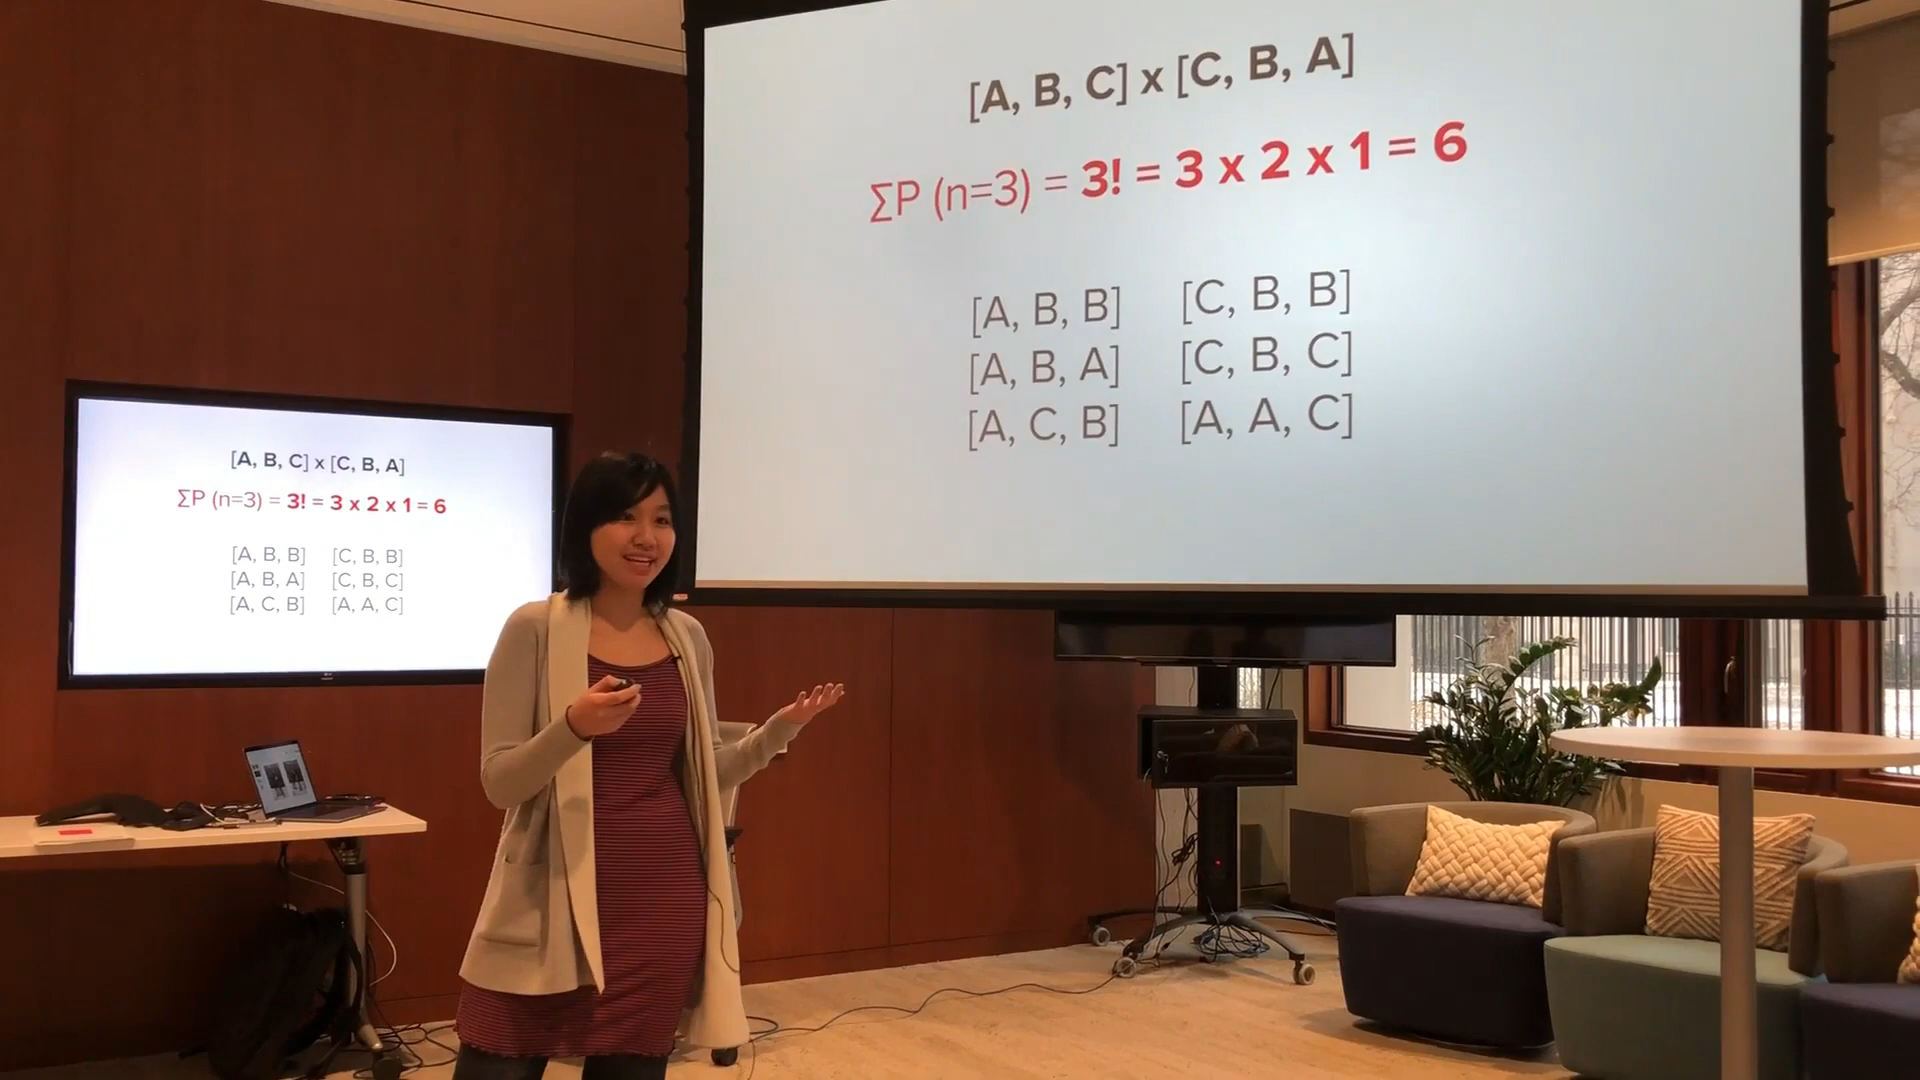 [A, B, C] x [C, B, A]
∑P (n=3) = 3! = 3 x 2 x 1 = 6
[A, B, B] [C, B, B]
[A, B, A] [C, B, C]
[A, C, B] [A, A, C]
[A, B, C] x [C, B, A]
∑P (n=3) = 3! = 3 x 2 x 1 = 6
[A, B, B] [C, B, B]
[A, B, A] [C, B, C]
[A, C, B] [A, A, C]